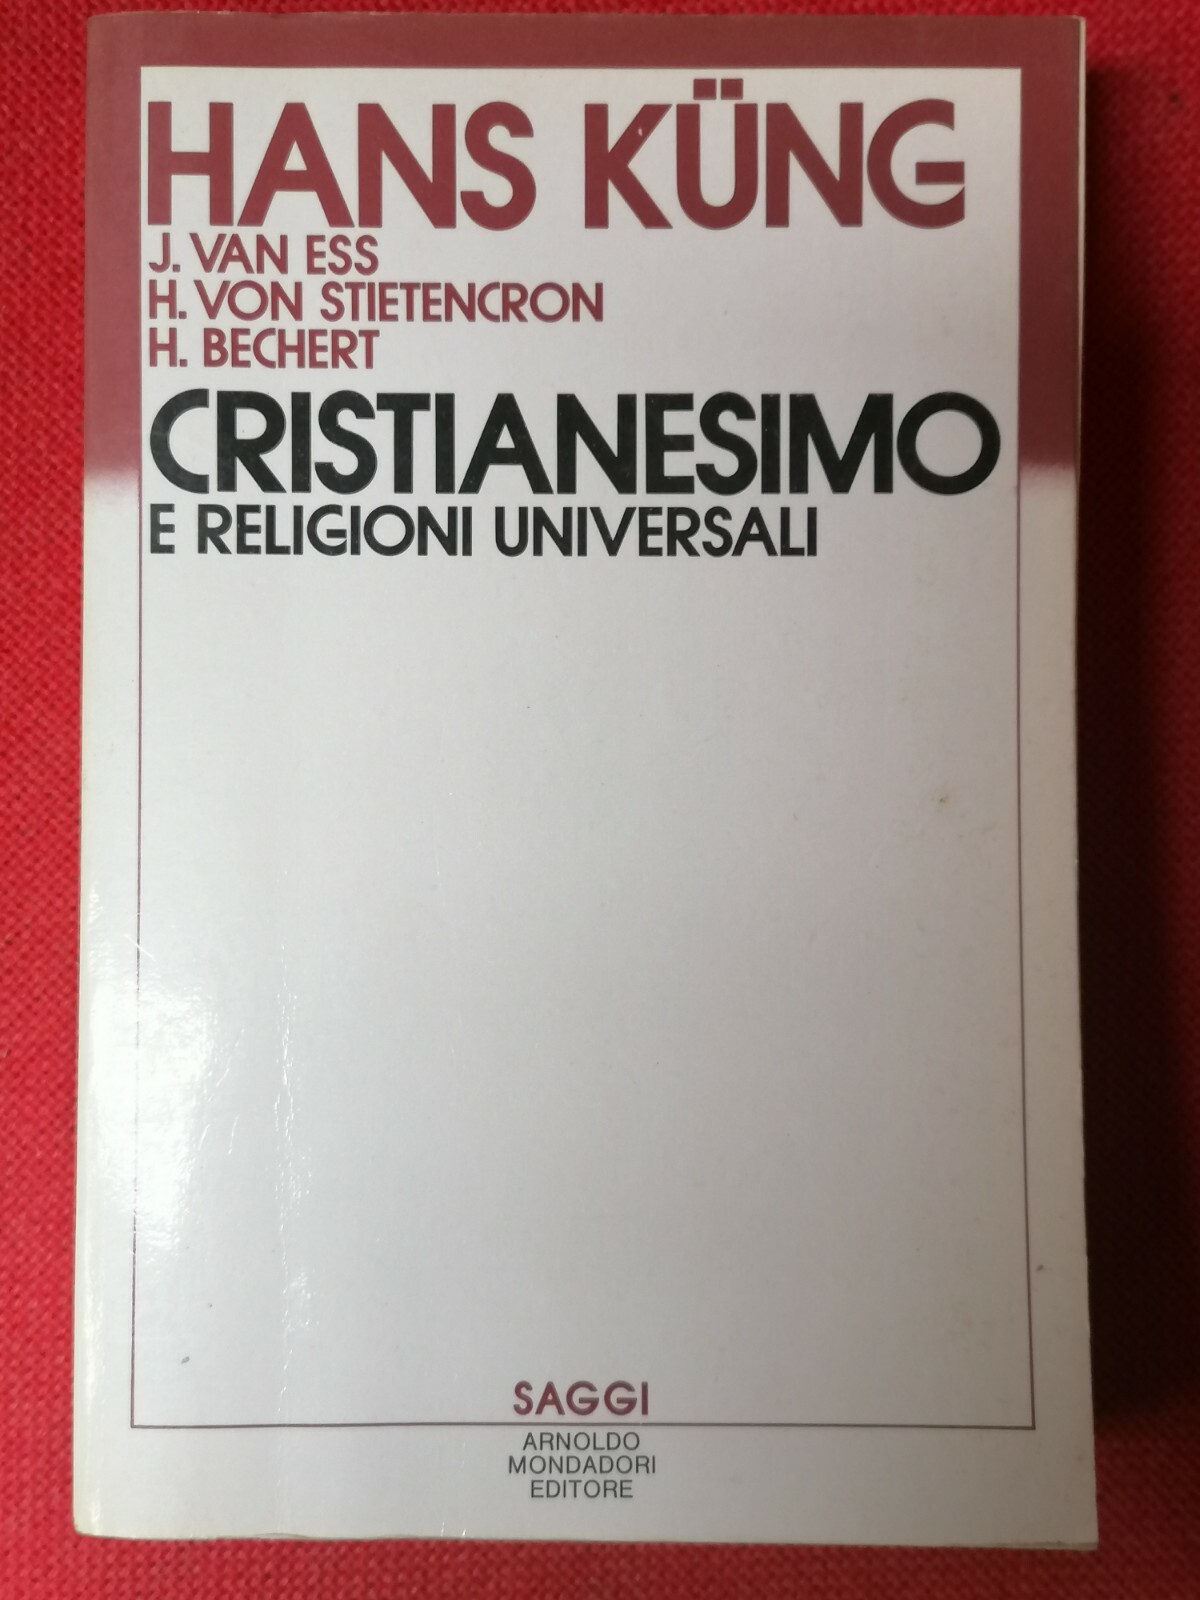 HANS KÜNG
J. VAN ESS
H. VON STIETENCRON
H. BECHERT
CRISTIANESIMO
E RELIGIONI UNIVERSALI
SAGGI
ARNOLDO
MONDADORI
EDITORE